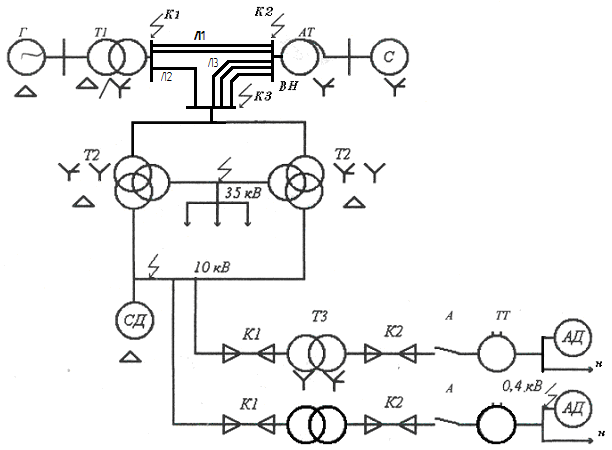 К1 К2
Г Т1 Л1 АТ С
Л2 Л3
ВН
К3
Т2 Т2
35 кВ
10 кВ
СД
К1 Т3 К2 А ТТ АД
н
0,4 кВ
К1 К2 А АД
н